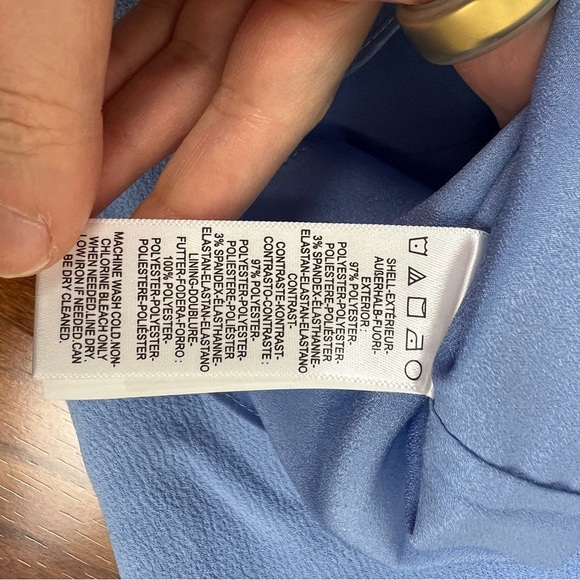 SHELL-EXTÉRIEUR-
AUßERHALB-FUORI-
EXTERIOR :
97% POLYESTER-
POLYESTER-POLYESTER-
POLIESTERE-POLIÉSTER
3% SPANDEX-ÉLASTHANNE-
ELASTAN-ELASTAN-ELASTANO
CONTRAST-
CONTRASTE-KONTRAST-
CONTRASTO-CONTRASTE :
97% POLYESTER-
POLYESTER-POLYESTER-
POLIESTERE-POLIÉSTER
3% SPANDEX-ÉLASTHANNE-
ELASTAN-ELASTAN-ELASTANO
LINING-DOUBLURE-
FUTTER-FODERA-FORRO :
100% POLYESTER-
POLYESTER-POLYESTER-
POLIESTERE-POLIÉSTER
MACHINE WASH COLD,NON-
CHLORINE BLEACH ONLY
WHEN NEEDED,LINE DRY.
LOW IRON IF NEEDED,CAN
BE DRY CLEANED,